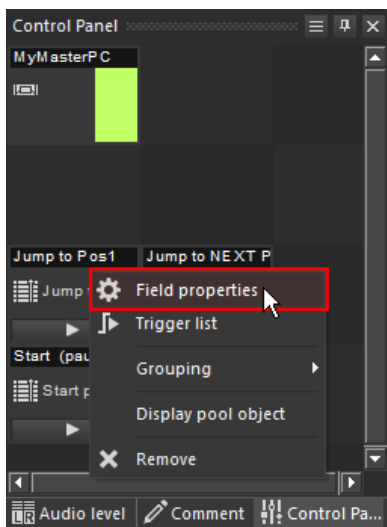 Control Panel
MyMasterPC
Jump to Pos1 Jump to NEXT P
Jump
Field properties
Trigger list
Start (pau
Grouping
Start p
Display pool object
Remove
LR Audio level Comment Control Pa...